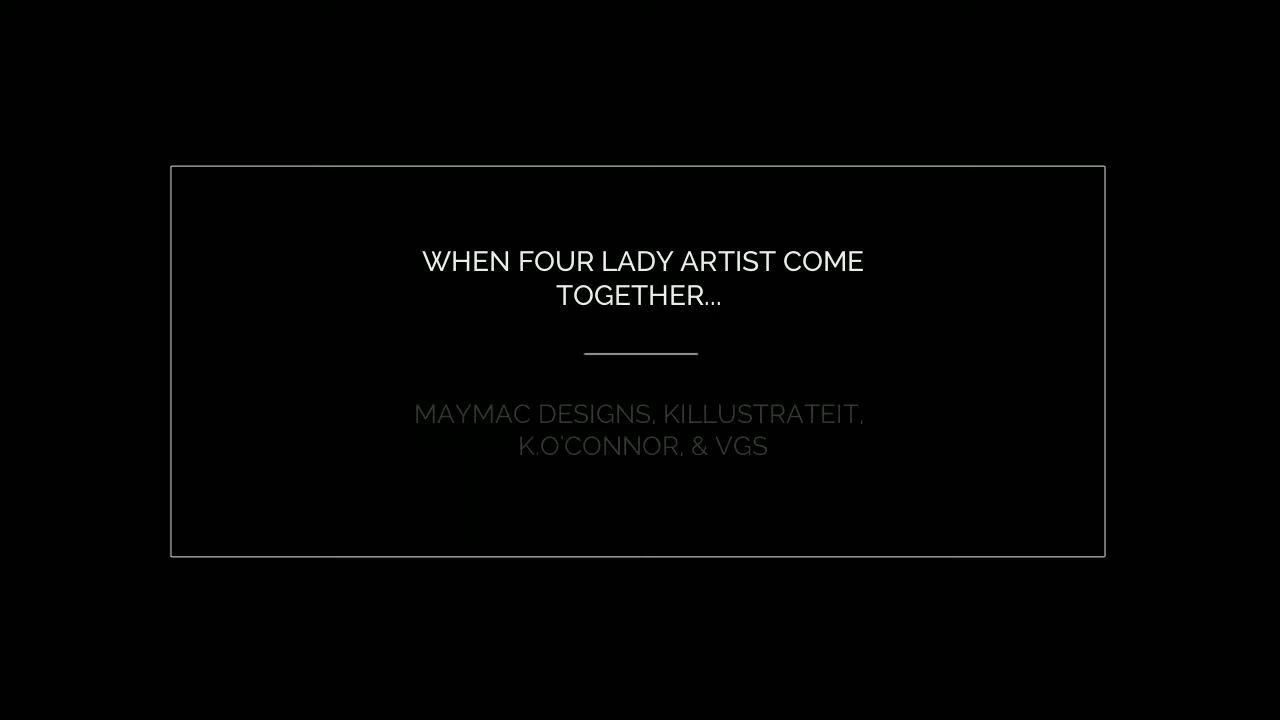 WHEN FOUR LADY ARTIST COME
TOGETHER...
MAYMAC DESIGNS, KILLUSTRATEIT,
K.O'CONNOR, & VGS